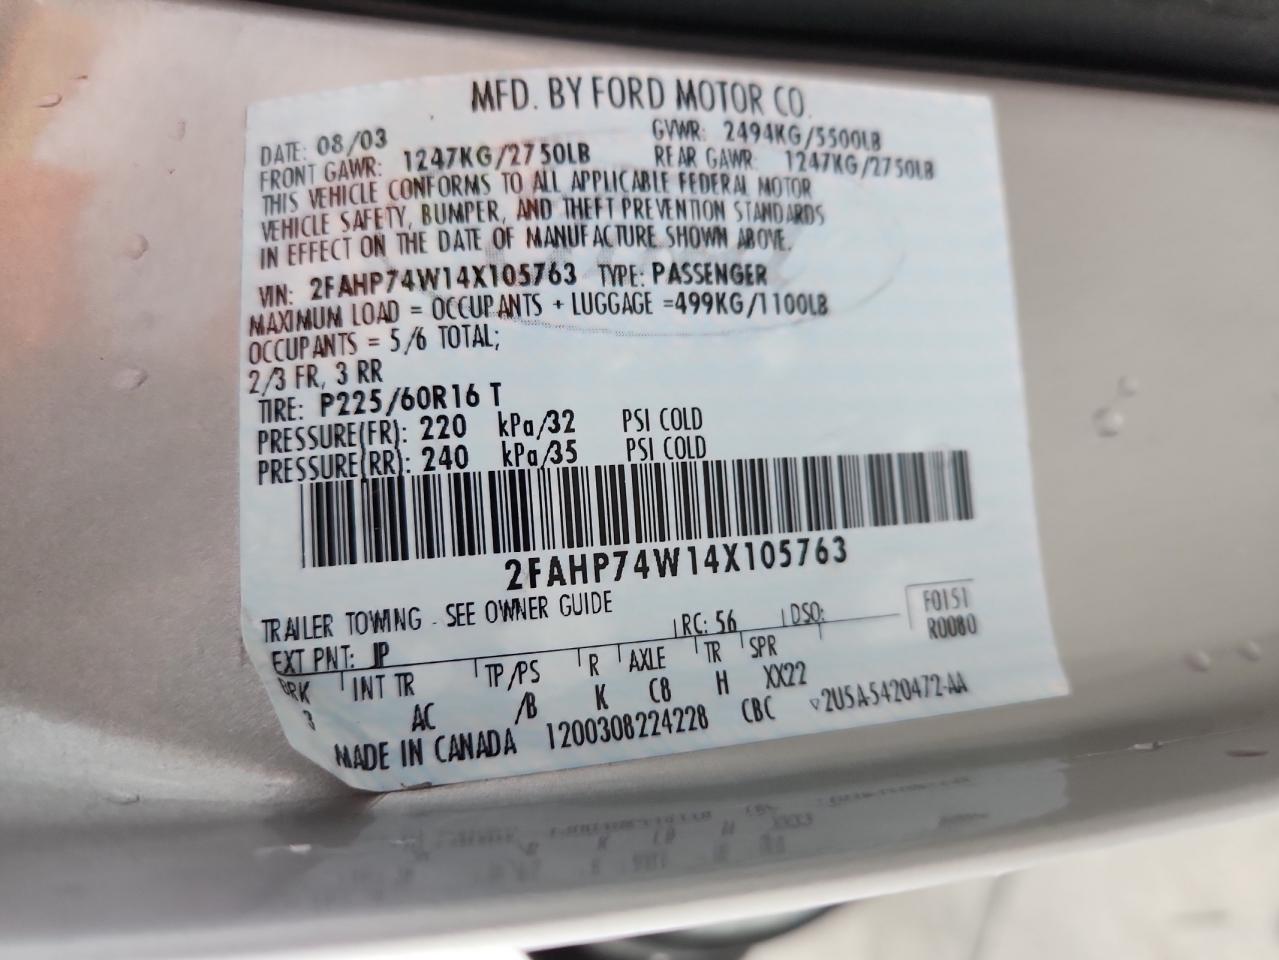 MFD. BY FORD MOTOR CO.
DATE: 08/03 GVWR: 2494KG/5500LB
FRONT GAWR: 1247KG/2750LB REAR GAWR: 1247KG/2750LB
THIS VEHICLE CONFORMS TO ALL APPLICABLE FEDERAL MOTOR
VEHICLE SAFETY, BUMPER, AND THEFT PREVENTION STANDARDS
IN EFFECT ON THE DATE OF MANUFACTURE SHOWN ABOVE.
VIN: 2FAHP74W14X105763 TYPE: PASSENGER
MAXIMUM LOAD = OCCUPANTS + LUGGAGE =499KG/1100LB
OCCUPANTS = 5/6 TOTAL;
2/3 FR, 3 RR
TIRE: P225/60R16 T
PRESSURE(FR): 220 kPa/32 PSI COLD
PRESSURE(RR): 240 kPa/35 PSI COLD
2FAHP74W14X105763
TRAILER TOWING - SEE OWNER GUIDE
EXT PNT: JP RC: 56 DSO: F0151
R0080
BRK INT TR TP/PS R AXLE TR SPR
3 AC /B K C8 H XX22
MADE IN CANADA 1200308224228 CBC ▽2U5A-5420472-AA